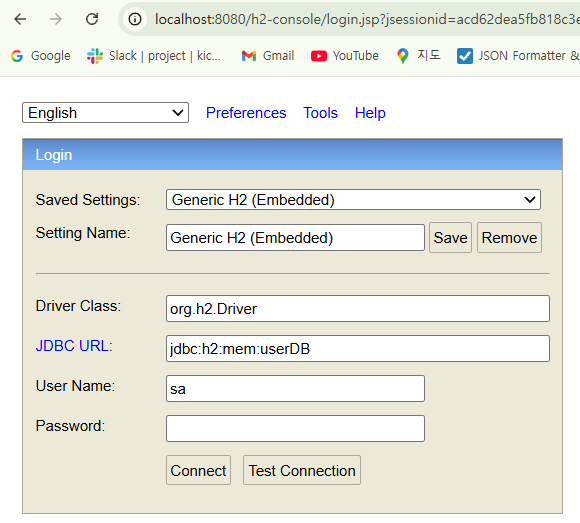 localhost:8080/h2-console/login.jsp?jsessionid=acd62dea5fb818c3e
Google Slack | project | kic... Gmail YouTube 지도 JSON Formatter &
English Preferences Tools Help
Login
Saved Settings: Generic H2 (Embedded)
Setting Name: Generic H2 (Embedded) Save Remove
Driver Class: org.h2.Driver
JDBC URL: jdbc:h2:mem:userDB
User Name: sa
Password:
Connect Test Connection